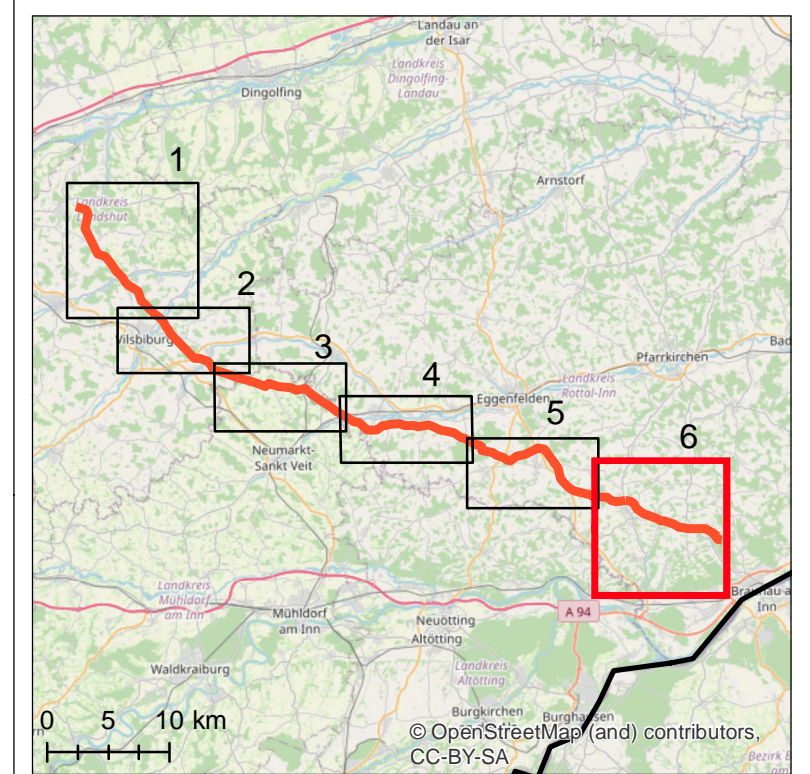 Landau an
der Isar
Landkreis
Dingolfing-
Landau
Dingolfing
1
Arnstorf
Landkreis
Landshut
2
Vilsbiburg
3
Pfarrkirchen
Bad
4
Landkreis
Rottal-Inn
Eggenfelden
5
6
Neumarkt-
Sankt Veit
Landkreis
Mühldorf
am Inn
Mühldorf
am Inn
A 94
Braunau a
Inn
Neuötting
Altötting
Waldkraiburg
Landkreis
Altötting
Burgkirchen
Burghausen
0 5 10 km
© OpenStreetMap (and) contributors,
CC-BY-SA
Bezirk B